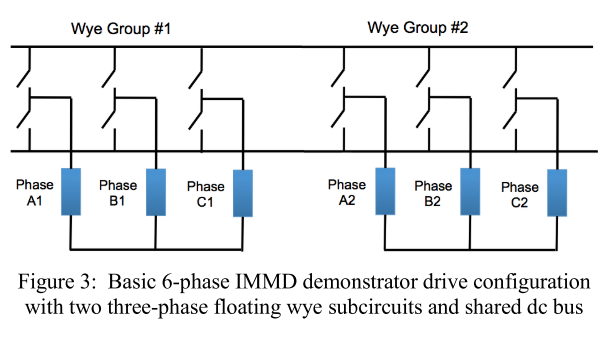 Wye Group #1
Wye Group #2
Phase
A1
Phase
B1
Phase
C1
Phase
A2
Phase
B2
Phase
C2
Figure 3:  Basic 6-phase IMMD demonstrator drive configuration
with two three-phase floating wye subcircuits and shared dc bus